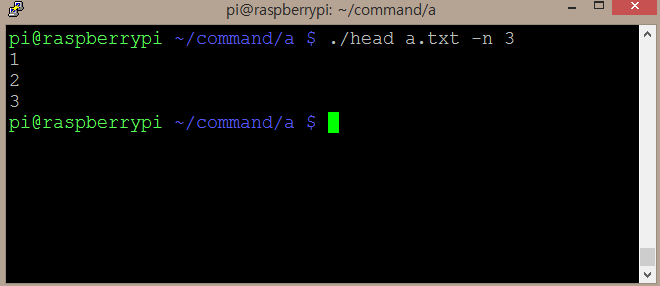 pi@raspberrypi: ~/command/a
pi@raspberrypi ~/command/a $ ./head a.txt -n 3
1
2
3
pi@raspberrypi ~/command/a $